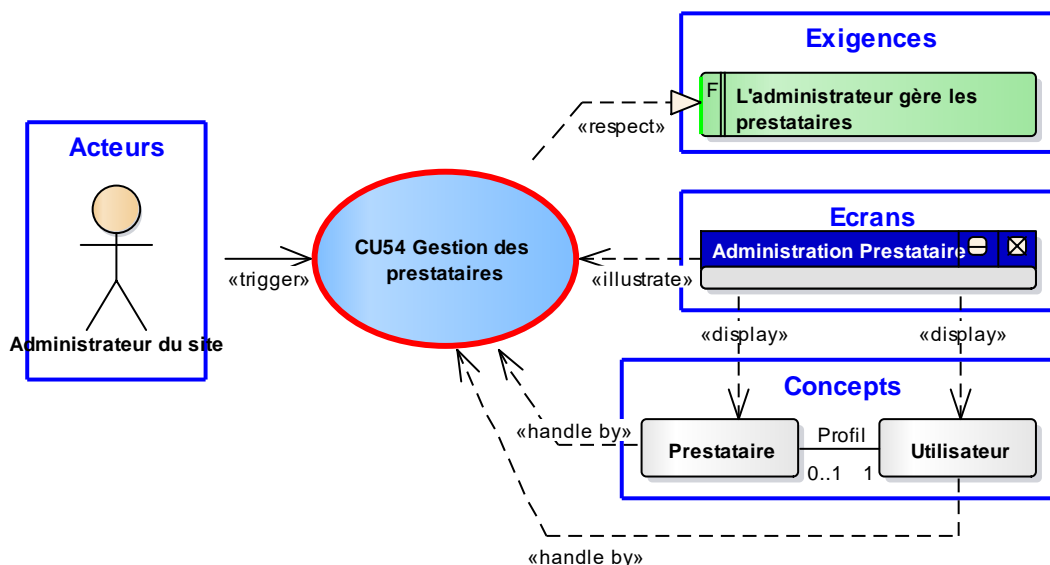 Exigences
F
L'administrateur gère les
prestataires
«respect»
Acteurs
Administrateur du site
«trigger»
CU54 Gestion des
prestataires
Ecrans
Administration Prestataire
«illustrate»
«display»
«display»
Concepts
«handle by»
Prestataire
Profil
0..1
1
Utilisateur
«handle by»